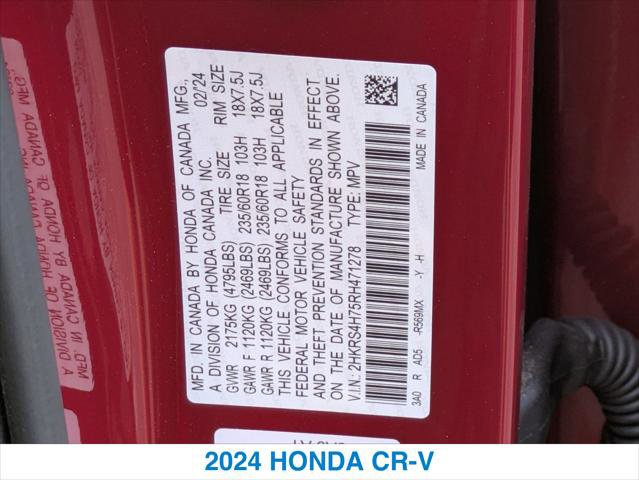 MFD. IN CANADA BY HONDA OF CANADA MFG.,
A DIVISION OF HONDA CANADA INC. 02/24
GVWR 2175KG (4795LBS) TIRE SIZE RIM SIZE
GAWR F 1120KG (2469LBS) 235/60R18 103H 18X7.5J
GAWR R 1120KG (2469LBS) 235/60R18 103H 18X7.5J
THIS VEHICLE CONFORMS TO ALL APPLICABLE
FEDERAL MOTOR VEHICLE SAFETY
AND THEFT PREVENTION STANDARDS IN EFFECT
ON THE DATE OF MANUFACTURE SHOWN ABOVE.
V.I.N.: 2HKRS4H75RH471278 TYPE: MPV
3A0 R AD5 -R569MX -Y -H MADE IN CANADA
2024 HONDA CR-V